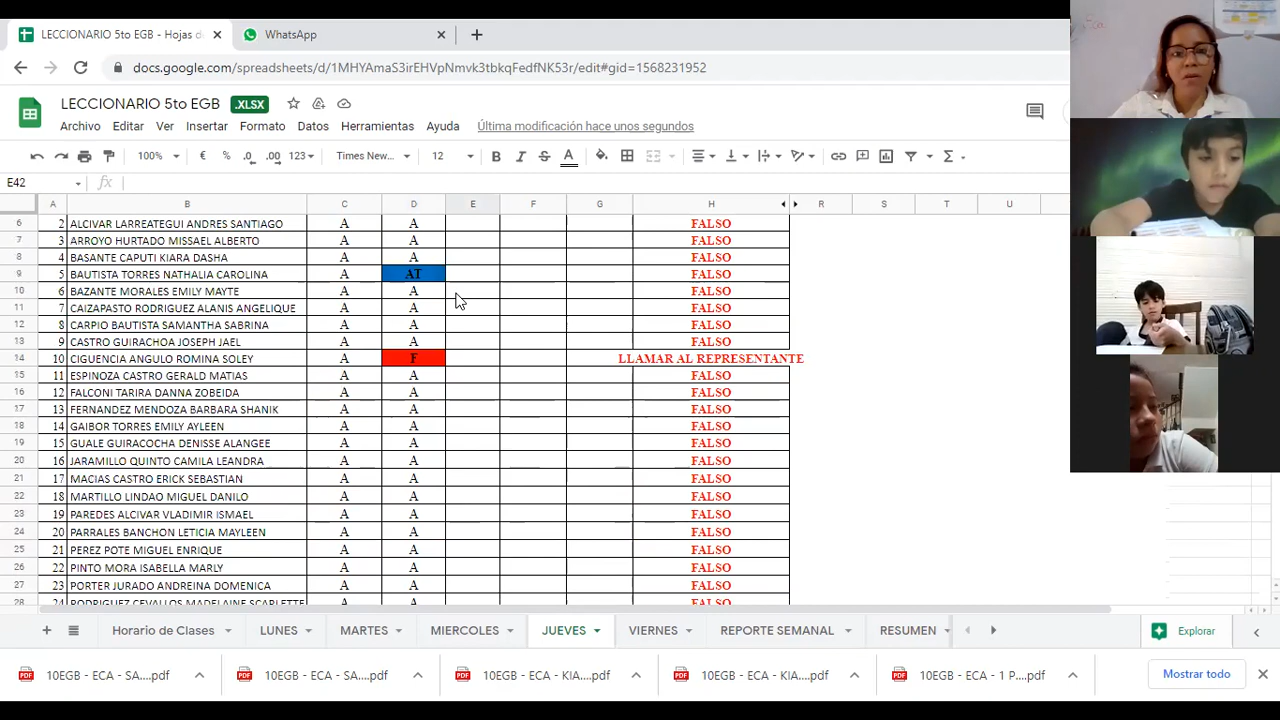 LECCIONARIO 5to EGB - Hojas d
WhatsApp
docs.google.com/spreadsheets/d/1MHYAmaS3irEHVpNmvk3tbkqFedfNK53r/edit#gid=1568231952
LECCIONARIO 5to EGB .XLSX
Archivo Editar Ver Insertar Formato Datos Herramientas Ayuda Última modificación hace unos segundos
100% € % .0 .00 123 Times New... 12 B I S A
E42 fx
A B C D E F G H R S T U
6 2 ALCIVAR LARREATEGUI ANDRES SANTIAGO A A FALSO
7 3 ARROYO HURTADO MISSAEL ALBERTO A A FALSO
8 4 BASANTE CAPUTI KIARA DASHA A A FALSO
9 5 BAUTISTA TORRES NATHALIA CAROLINA A AT FALSO
10 6 BAZANTE MORALES EMILY MAYTE A A FALSO
11 7 CAIZAPASTO RODRIGUEZ ALANIS ANGELIQUE A A FALSO
12 8 CARPIO BAUTISTA SAMANTHA SABRINA A A FALSO
13 9 CASTRO GUIRACHOA JOSEPH JAEL A A FALSO
14 10 CIGUENCIA ANGULO ROMINA SOLEY A F LLAMAR AL REPRESENTANTE
15 11 ESPINOZA CASTRO GERALD MATIAS A A FALSO
16 12 FALCONI TARIRA DANNA ZOBEIDA A A FALSO
17 13 FERNANDEZ MENDOZA BARBARA SHANIK A A FALSO
18 14 GAIBOR TORRES EMILY AYLEEN A A FALSO
19 15 GUALE GUIRACOCHA DENISSE ALANGEE A A FALSO
20 16 JARAMILLO QUINTO CAMILA LEANDRA A A FALSO
21 17 MACIAS CASTRO ERICK SEBASTIAN A A FALSO
22 18 MARTILLO LINDAO MIGUEL DANILO A A FALSO
23 19 PAREDES ALCIVAR VLADIMIR ISMAEL A A FALSO
24 20 PARRALES BANCHON LETICIA MAYLEEN A A FALSO
25 21 PEREZ POTE MIGUEL ENRIQUE A A FALSO
26 22 PINTO MORA ISABELLA MARLY A A FALSO
27 23 PORTER JURADO ANDREINA DOMENICA A A FALSO
28 24 RODRIGUEZ CEVALLOS MADELAINE SCARLETTE A A FALSO
Horario de Clases LUNES MARTES MIERCOLES JUEVES VIERNES REPORTE SEMANAL RESUMEN Explorar
10EGB - ECA - SA....pdf 10EGB - ECA - SA....pdf 10EGB - ECA - KIA....pdf 10EGB - ECA - KIA....pdf 10EGB - ECA - 1 P....pdf Mostrar todo